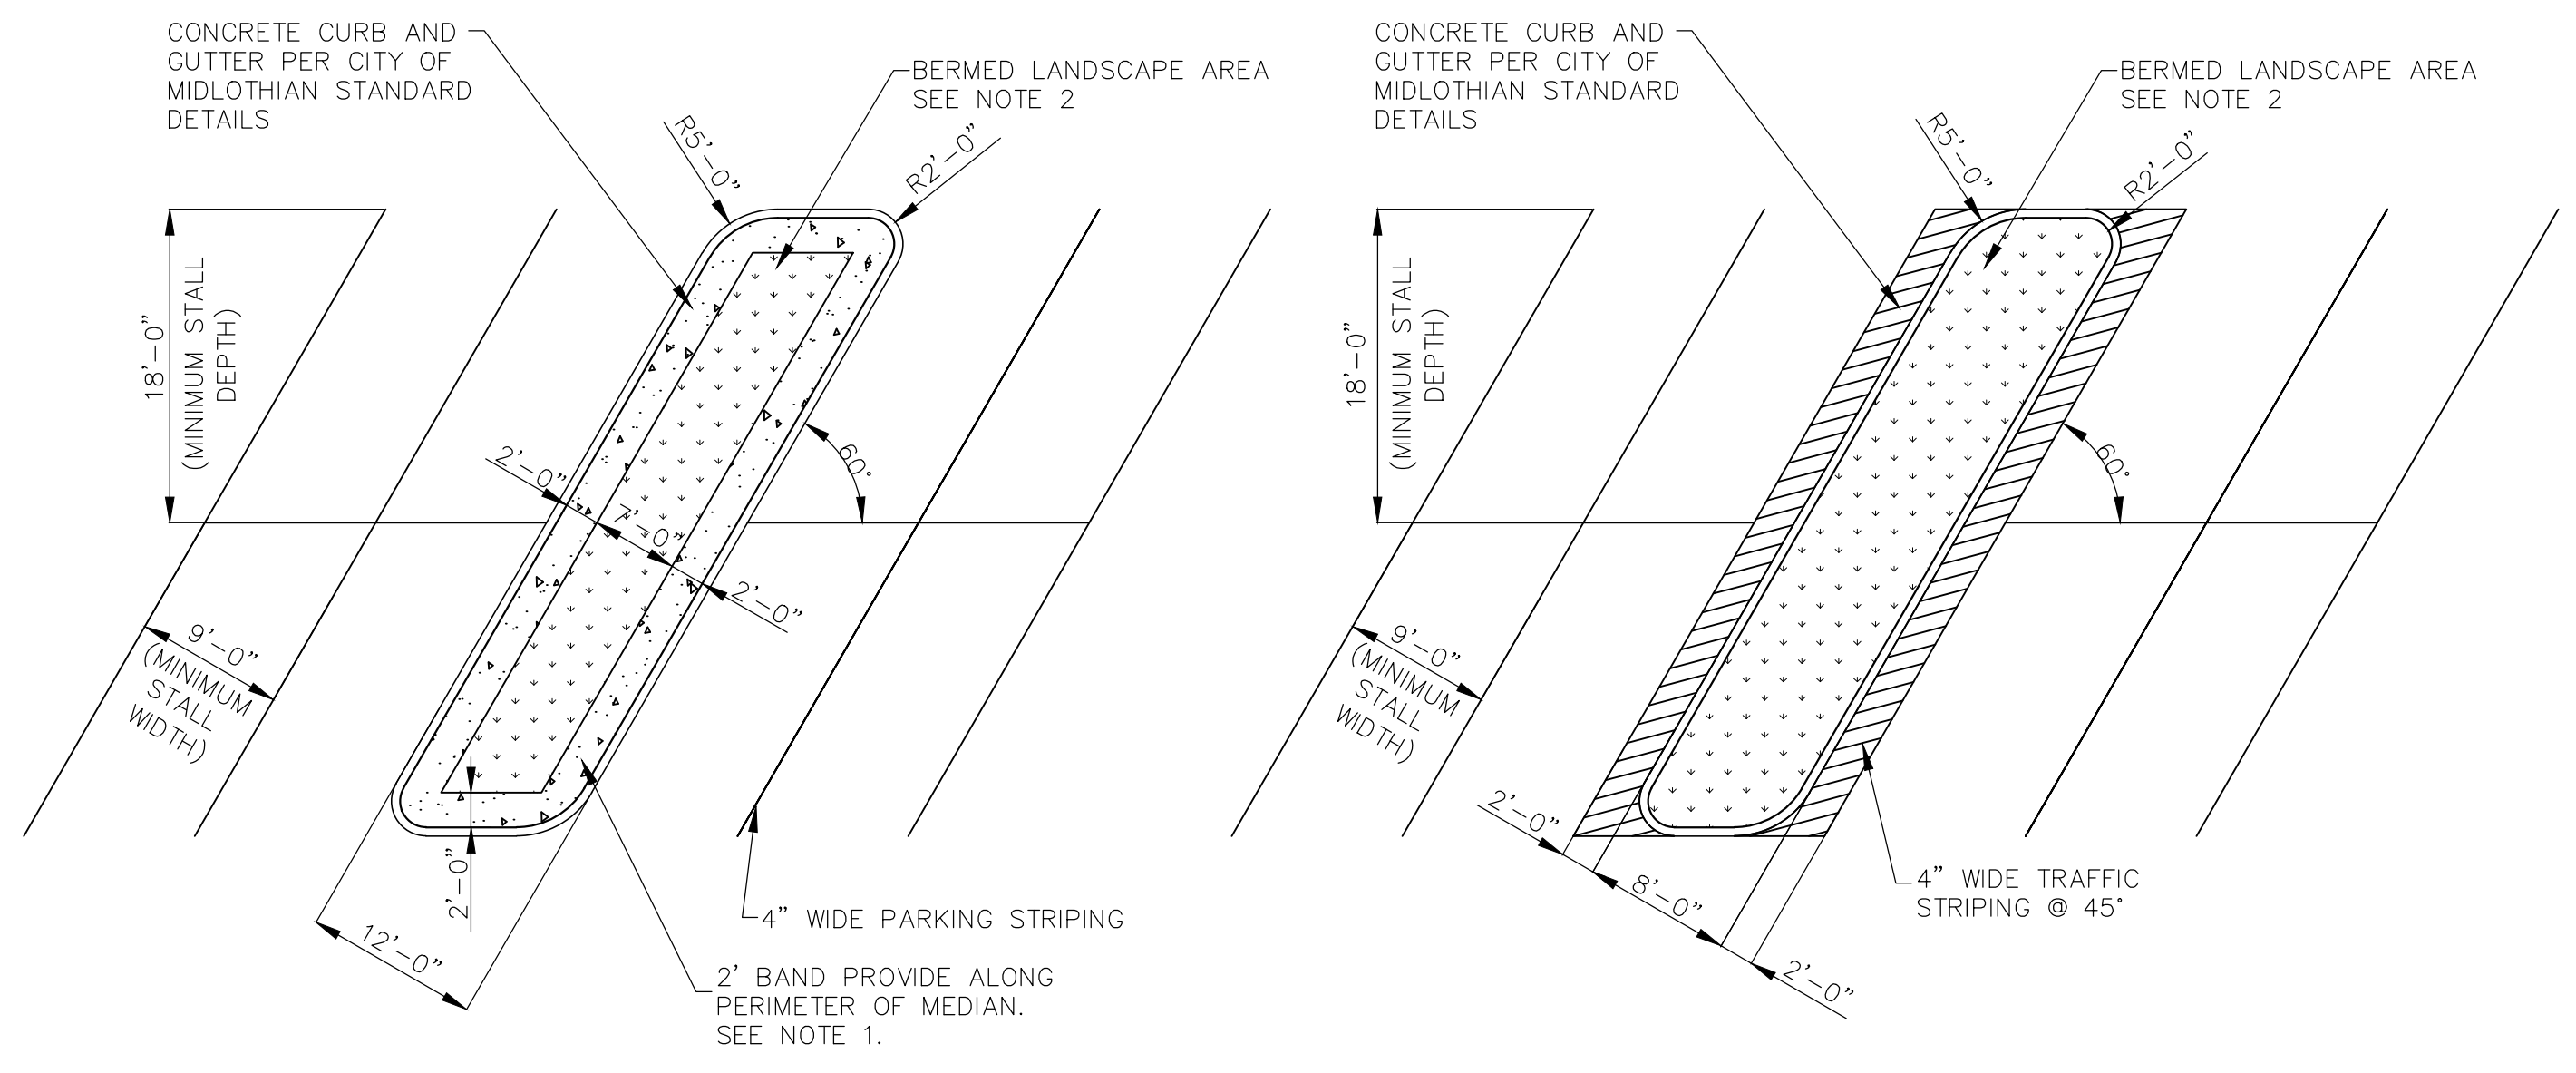 CONCRETE CURB AND
GUTTER PER CITY OF
MIDLOTHIAN STANDARD
DETAILS
BERMED LANDSCAPE AREA
SEE NOTE 2
R5'-0"
R2'-0"
18'-0"
(MINIMUM STALL
DEPTH)
60°
2'-0"
7'-0"
2'-0"
9'-0"
(MINIMUM
STALL
WIDTH)
2'-0"
12'-0"
4" WIDE PARKING STRIPING
2' BAND PROVIDE ALONG
PERIMETER OF MEDIAN.
SEE NOTE 1.
CONCRETE CURB AND
GUTTER PER CITY OF
MIDLOTHIAN STANDARD
DETAILS
BERMED LANDSCAPE AREA
SEE NOTE 2
R5'-0"
R2'-0"
18'-0"
(MINIMUM STALL
DEPTH)
60°
9'-0"
(MINIMUM
STALL
WIDTH)
2'-0"
8'-0"
2'-0"
4" WIDE TRAFFIC
STRIPING @ 45°